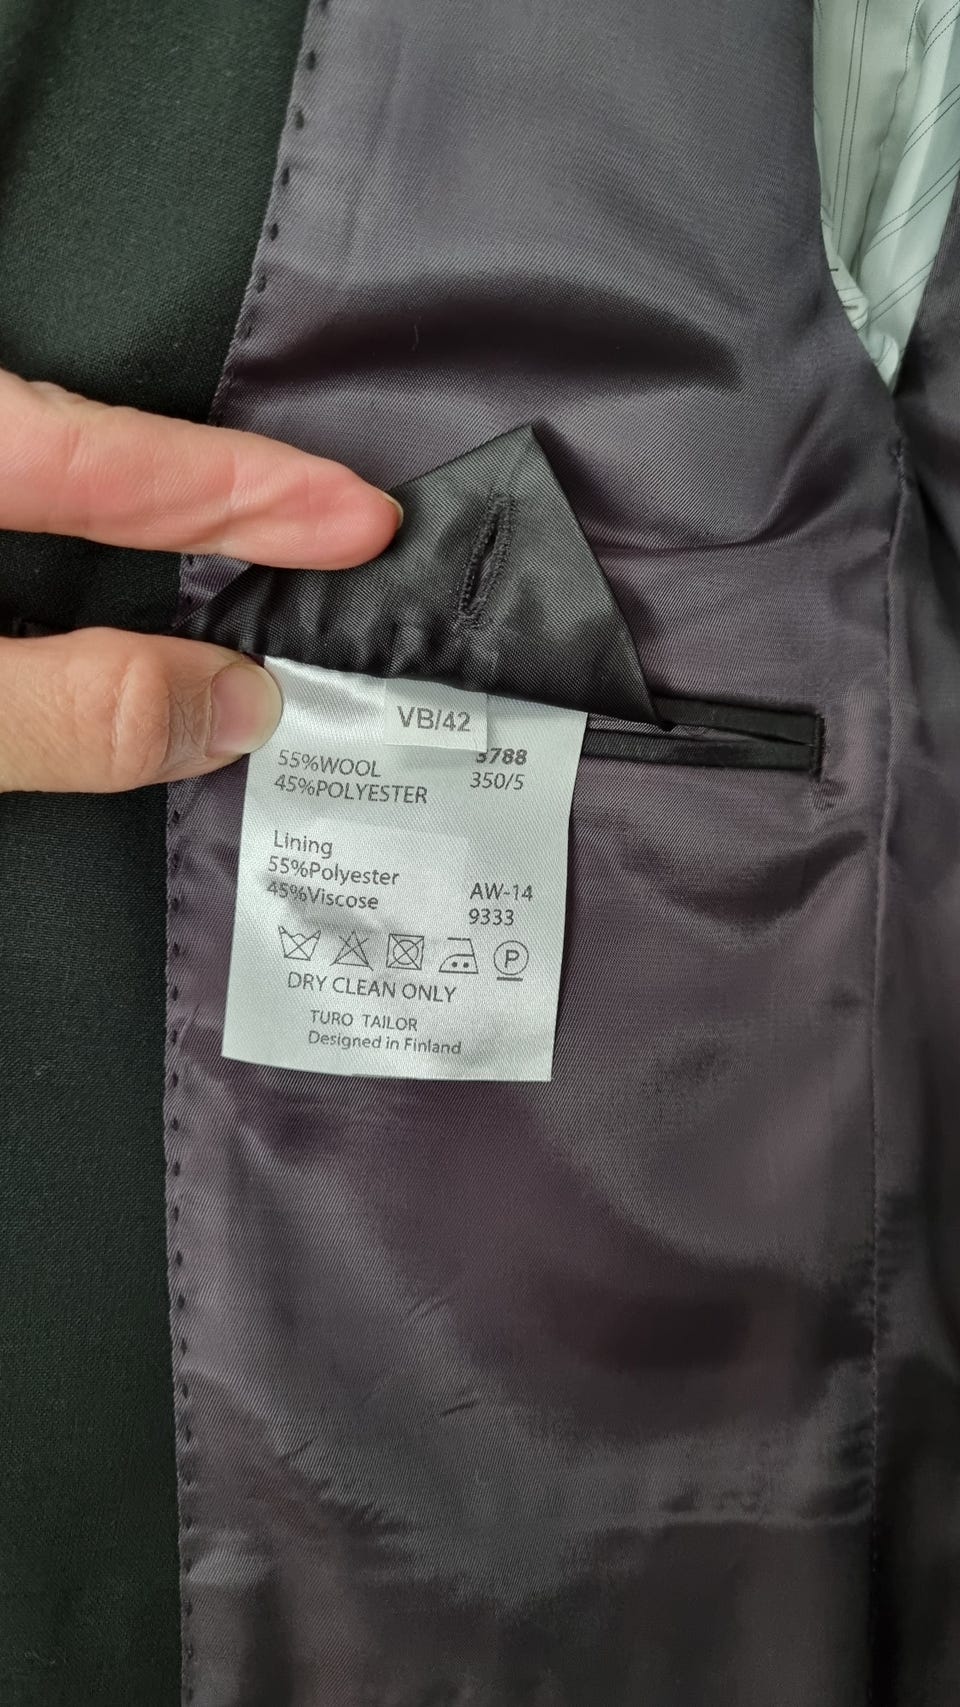 VB/42
55%WOOL 3788
45%POLYESTER 350/5
Lining
55%Polyester AW-14
45%Viscose 9333
P
DRY CLEAN ONLY
TURO TAILOR
Designed in Finland